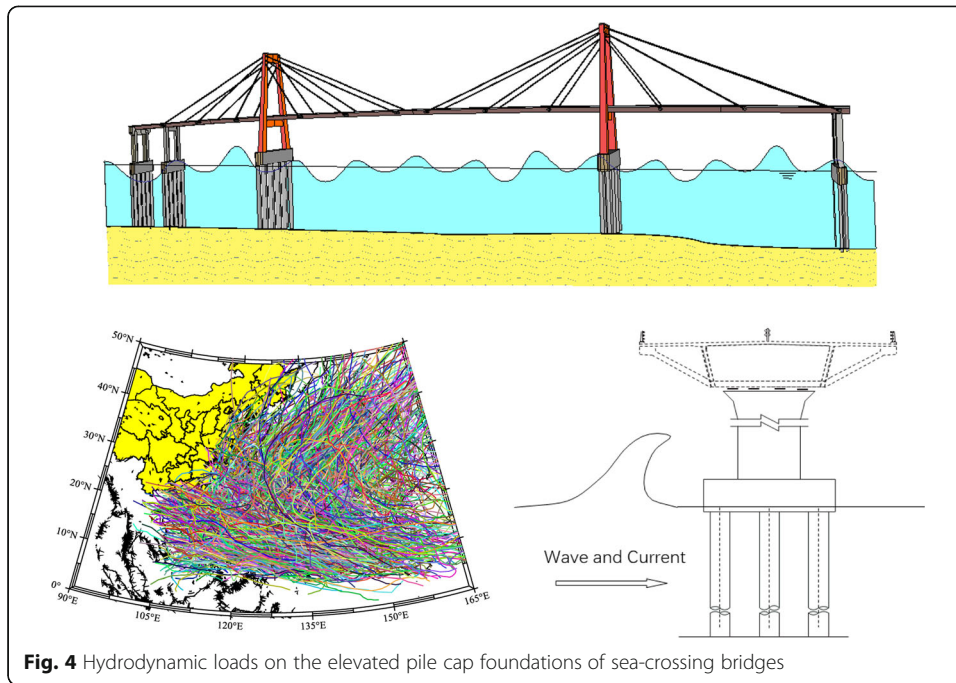 50°N
40°N
30°N
20°N
10°N
0°
90°E
105°E
120°E
135°E
150°E
165°E
Wave and Current
Fig. 4 Hydrodynamic loads on the elevated pile cap foundations of sea-crossing bridges